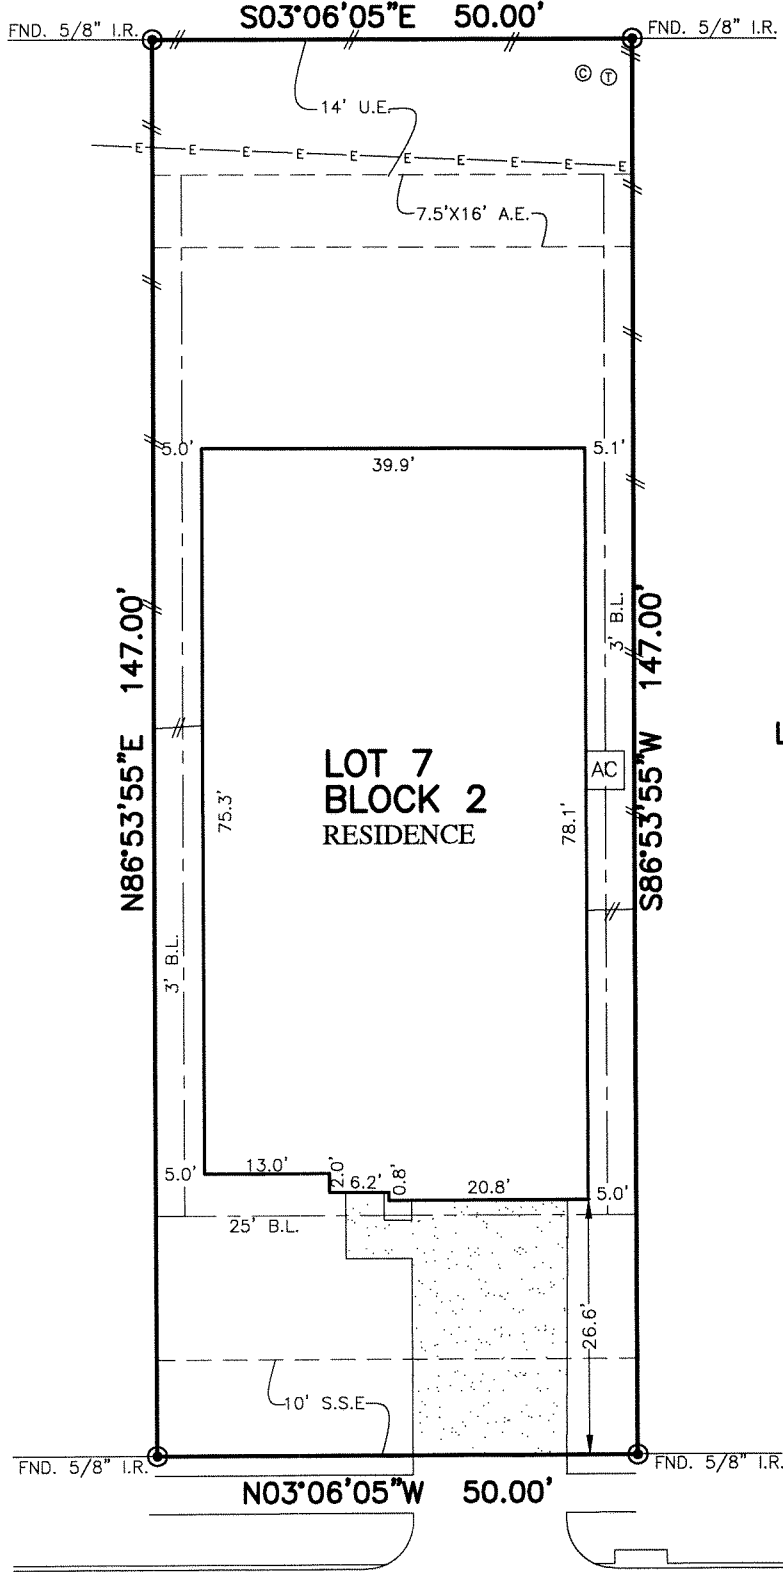 S03°06'05"E 50.00'
FND. 5/8" I.R.
FND. 5/8" I.R.
C T
14' U.E.
E E E E E E E E E E
7.5'X16' A.E.
5.0'
5.1'
39.9'
N86°53'55"E 147.00'
S86°53'55"W 147.00'
3' B.L.
L
LOT 7
BLOCK 2
RESIDENCE
AC
75.3'
78.1'
3' B.L.
5.0'
13.0'
2.0'
6.2'
0.8'
20.8'
5.0'
25' B.L.
26.6'
10' S.S.E
FND. 5/8" I.R.
FND. 5/8" I.R.
N03°06'05"W 50.00'